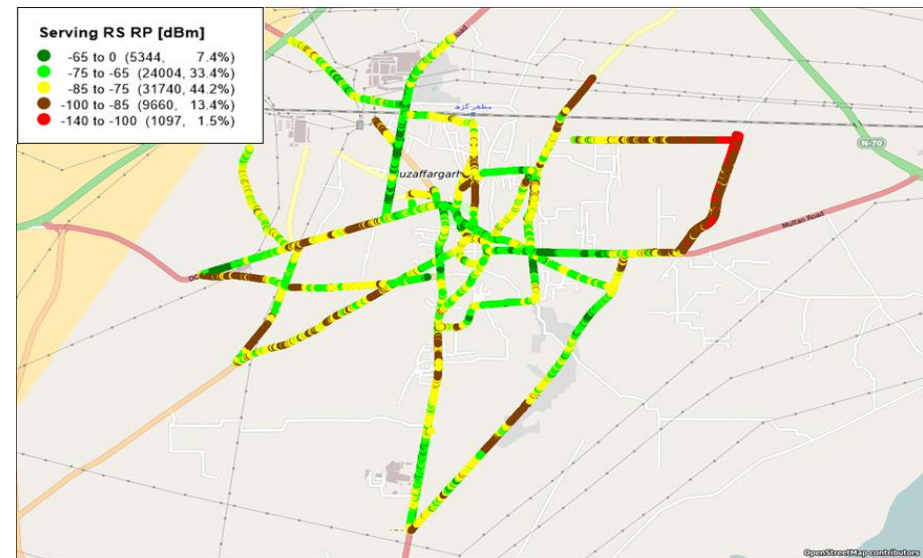 Serving RS RP [dBm]
-65 to 0 (5344, 7.4%)
-75 to -65 (24004, 33.4%)
-85 to -75 (31740, 44.2%)
-100 to -85 (9660, 13.4%)
-140 to -100 (1097, 1.5%)
مظفر گڑھ
N-70
uzaffargarh
Multan Road
OpenStreetMap contributors